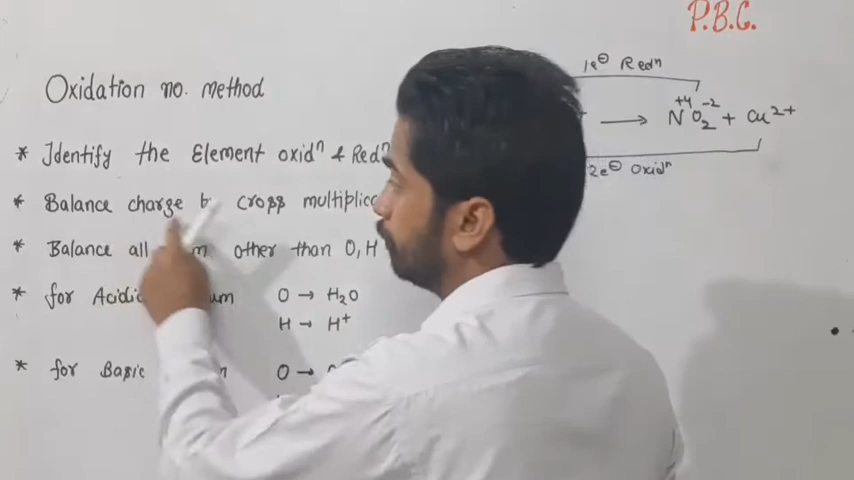 P.B.C.
Oxidation no. method
* Identify the Element oxidⁿ & Redⁿ
* Balance charge cross
* Balance all other than O, H
* for Acidic O → H₂O
H → H⁺
* for Basic O →
1e⊖ Redⁿ
→ N⁺⁴O₂⁻² + Cu²⁺
2e⊖ Oxidⁿ